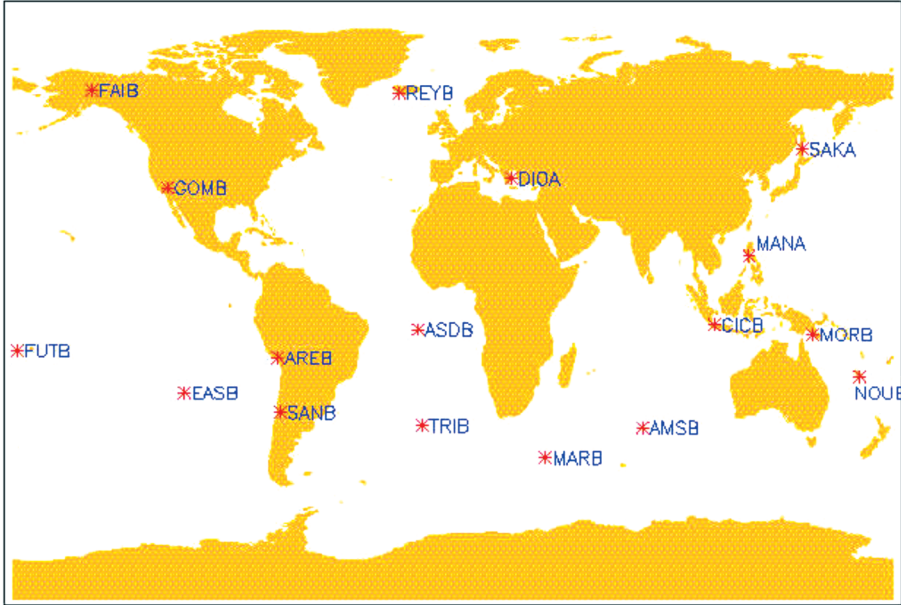 FAIB
REYB
SAKA
DIOA
GOMB
MANA
CICB
ASDB
MORB
FUTB
AREB
EASB
NOUB
SANB
TRIB
AMSB
MARB